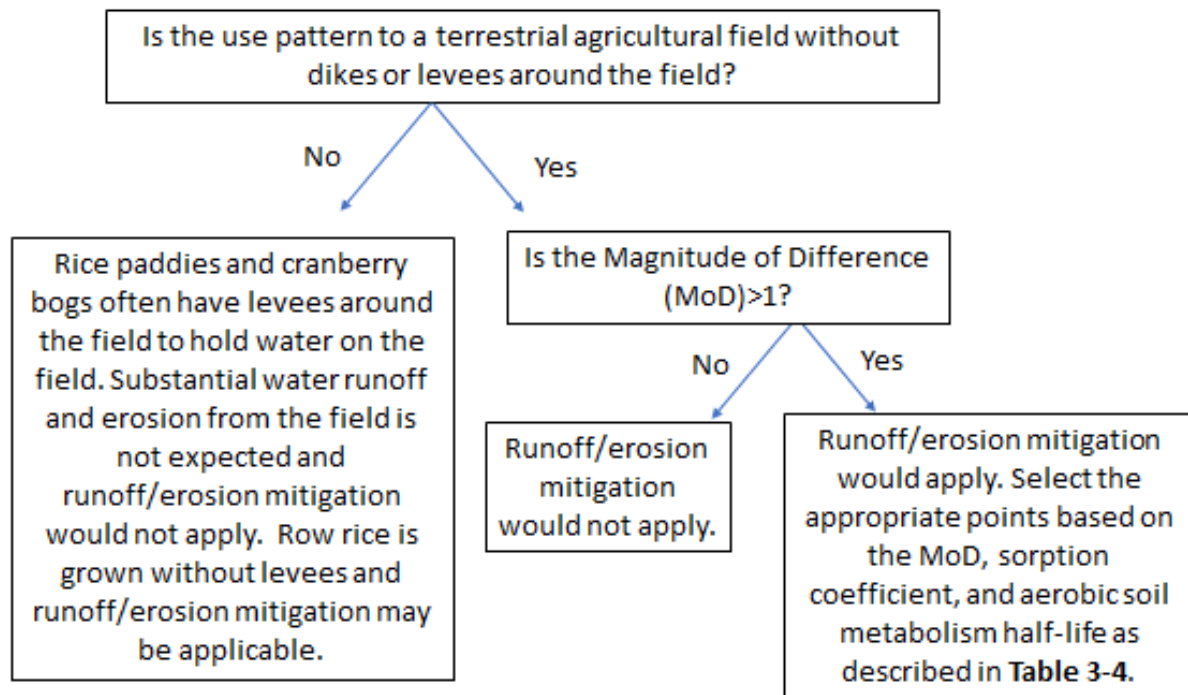 Is the use pattern to a terrestrial agricultural field without
dikes or levees around the field?
No
Yes
Rice paddies and cranberry
bogs often have levees around
the field to hold water on the
field. Substantial water runoff
and erosion from the field is
not expected and
runoff/erosion mitigation
would not apply.  Row rice is
grown without levees and
runoff/erosion mitigation may
be applicable.
Is the Magnitude of Difference
(MoD)>1?
No
Yes
Runoff/erosion
mitigation
would not apply.
Runoff/erosion mitigation
would apply. Select the
appropriate points based on
the MoD, sorption
coefficient, and aerobic soil
metabolism half-life as
described in Table 3-4.